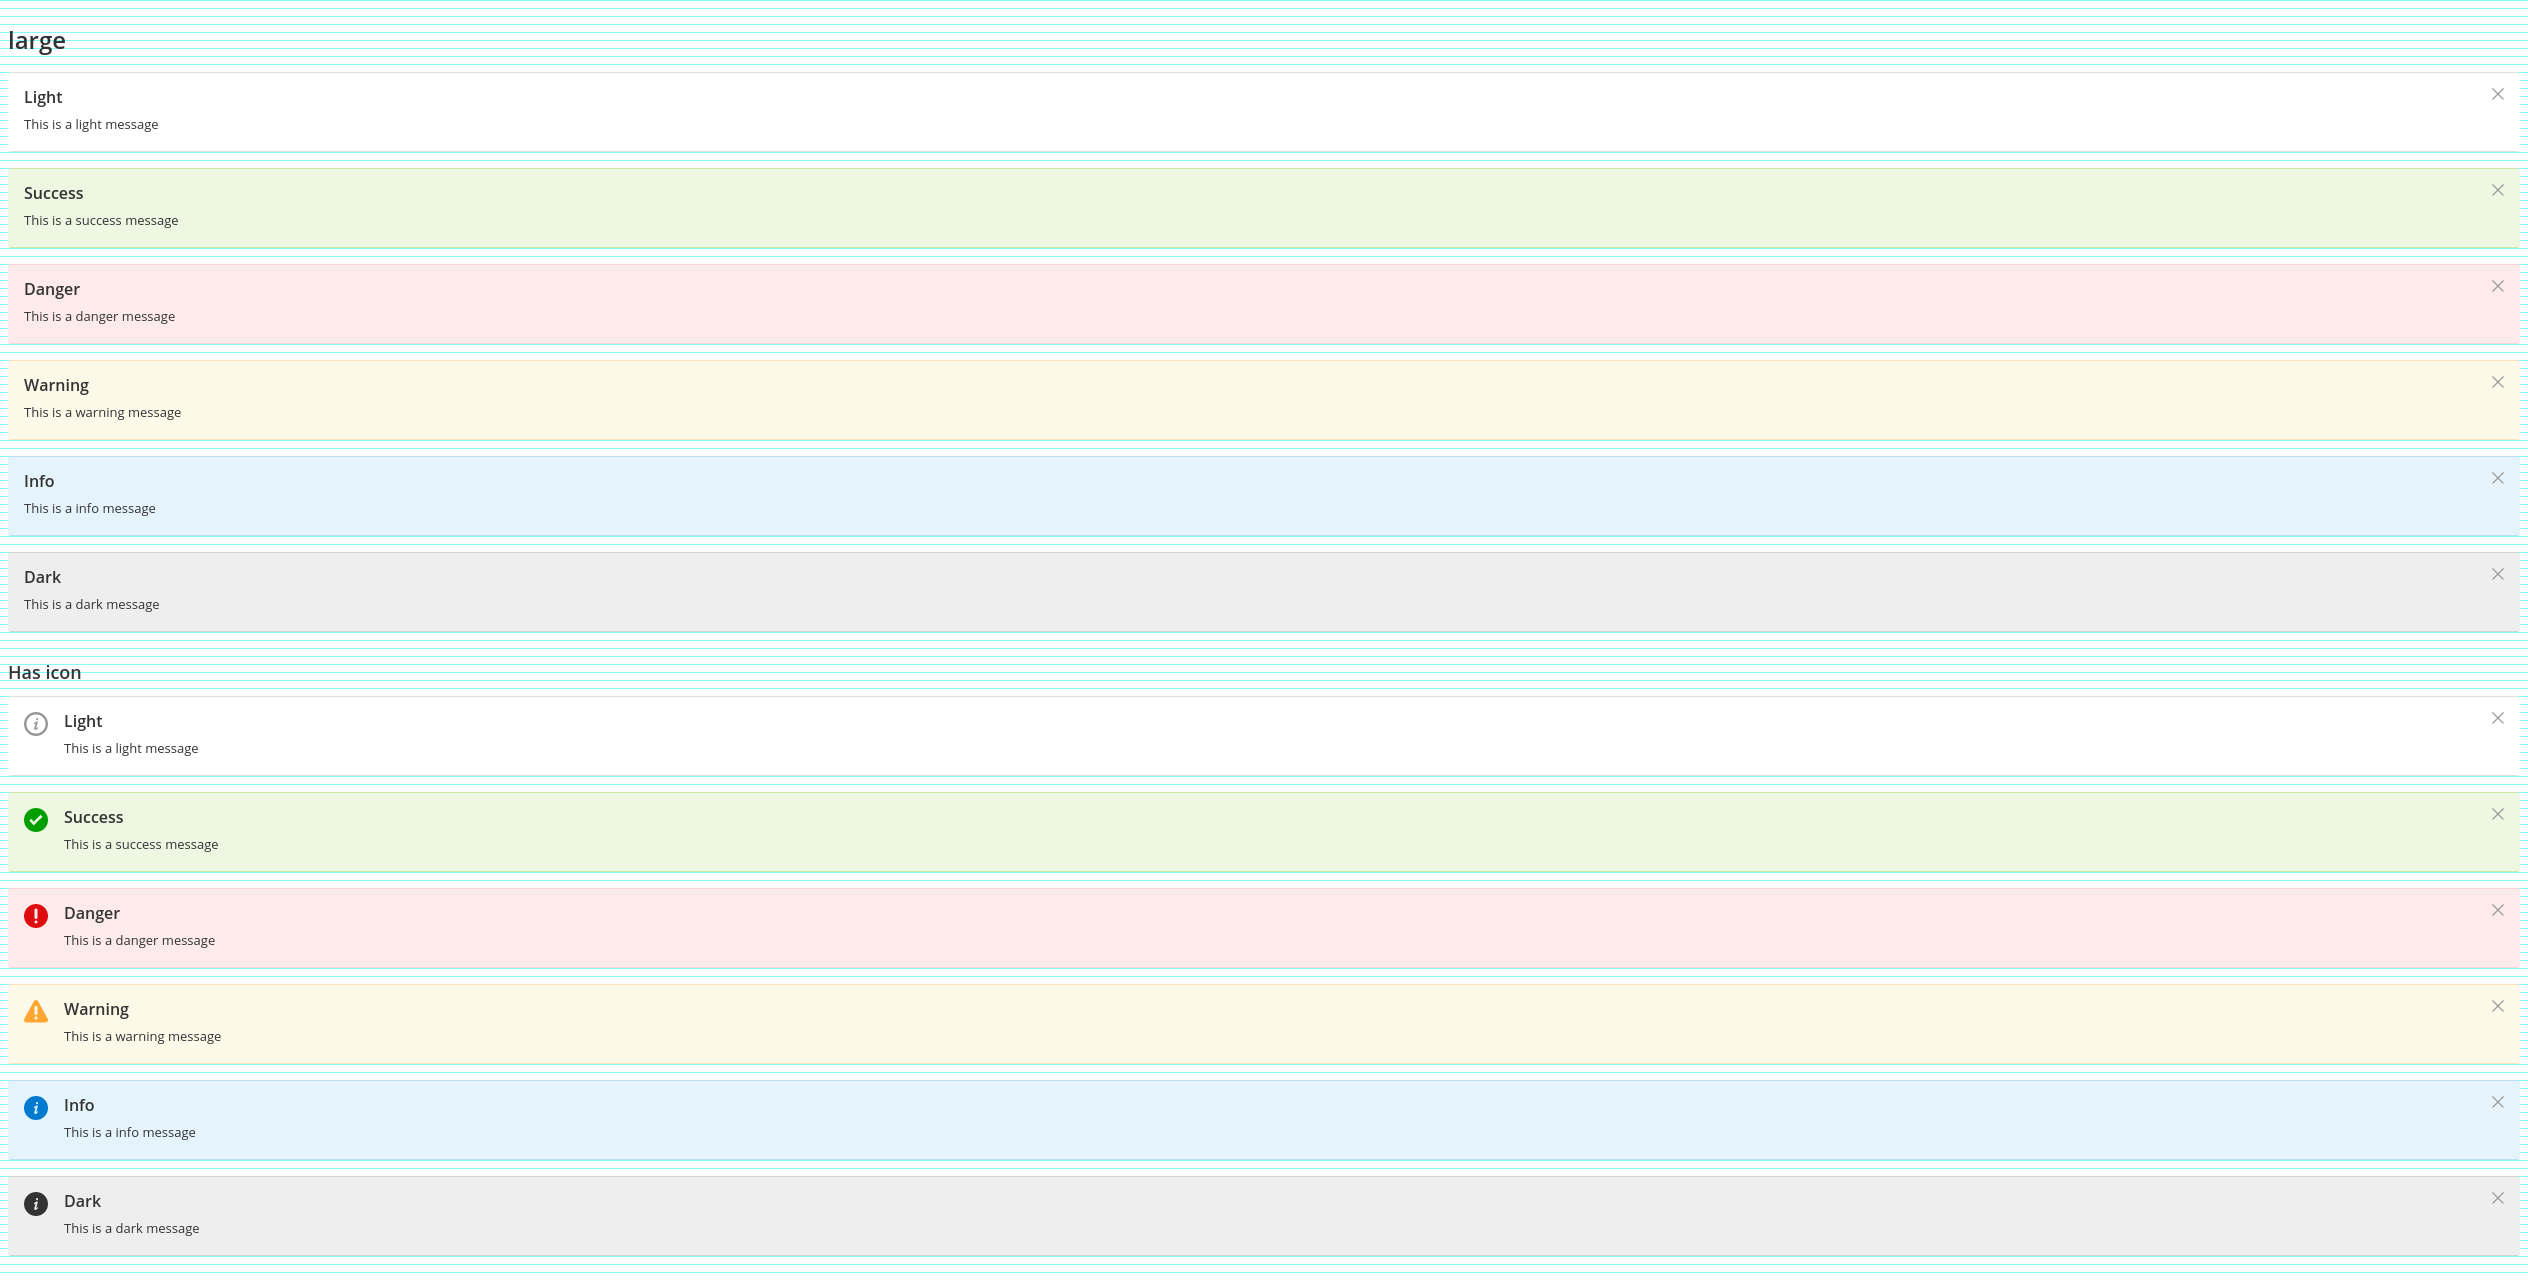 large
Light
This is a light message
Success
This is a success message
Danger
This is a danger message
Warning
This is a warning message
Info
This is a info message
Dark
This is a dark message
Has icon
Light
This is a light message
Success
This is a success message
Danger
This is a danger message
Warning
This is a warning message
Info
This is a info message
Dark
This is a dark message